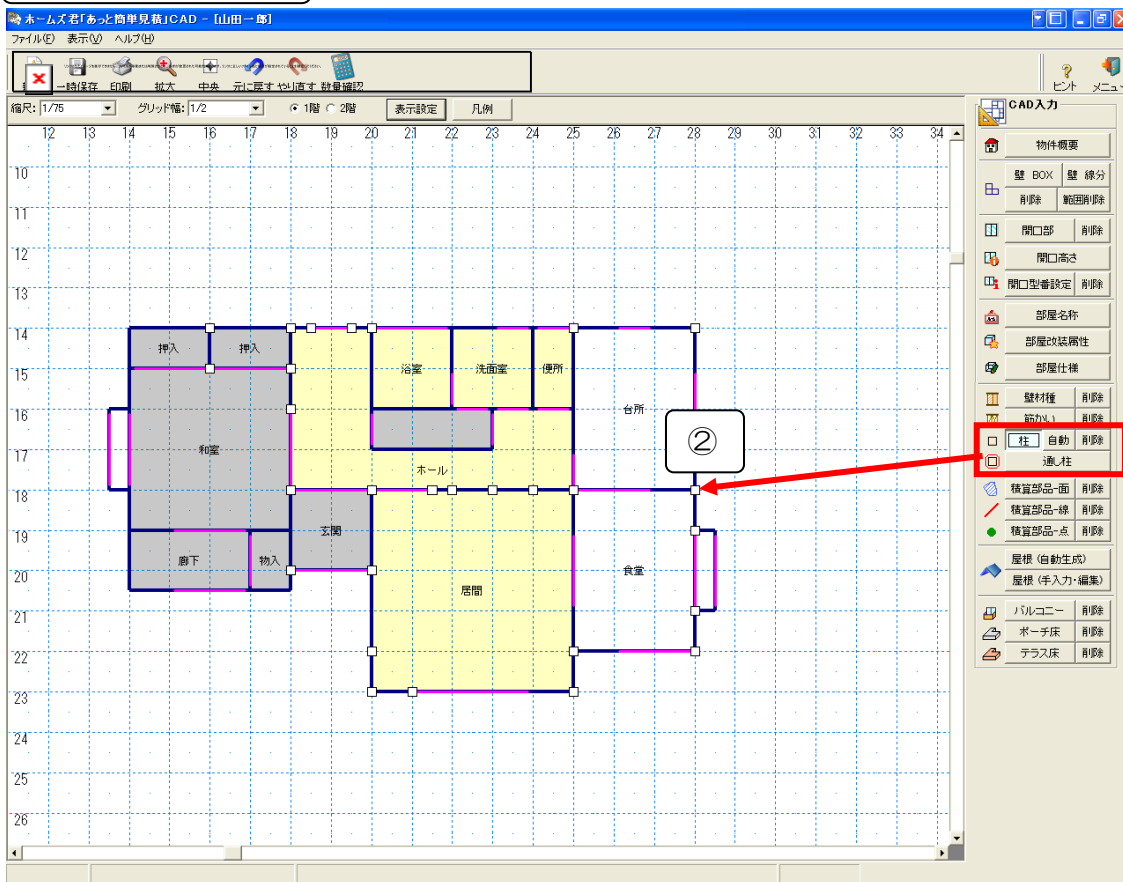 ホームズ君「あっと簡単見積」CAD - [山田一郎]
ファイル(F) 表示(V) ヘルプ(H)
一時保存 印刷 拡大 中央 元に戻す やり直す 数量確認 ヒント
縮尺: 1/75 グリッド幅: 1/2 1階 2階 表示設定 凡例
CAD入力
12 13 14 15 16 17 18 19 20 21 22 23 24 25 26 27 28 29 30 31 32 33 34
物件概要
10
壁 BOX 壁 線分
削除 範囲削除
11
開口部 削除
12
開口高さ
13
開口型番設定 削除
14
部屋名称
押入 押入
部屋改装属性
15
浴室 洗面室 便所
部屋仕様
16
台所
壁材種 削除
筋かい 削除
17
和室 ホール ②
柱 自動 削除
通し柱
18
積算部品-面 削除
積算部品-線 削除
19
玄関
積算部品-点 削除
廊下 物入
20
食堂
居間
屋根 (自動生成)
屋根 (手入力・編集)
21
バルコニー 削除
ポーチ床 削除
22
テラス床 削除
23
24
25
26